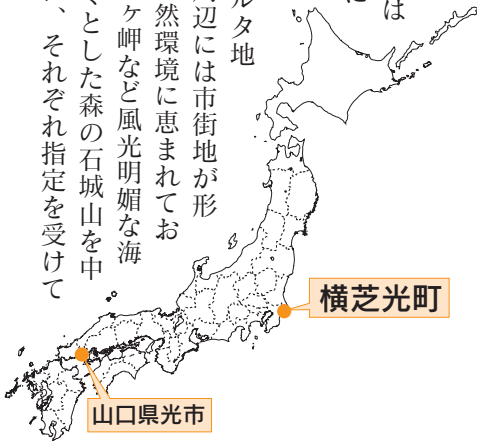 は
に
ルタ地
辺には市街地が形
然環境に恵まれてお
ヶ岬など風光明媚な海
とした森の石城山を中
、それぞれ指定を受けて
横芝光町
山口県光市